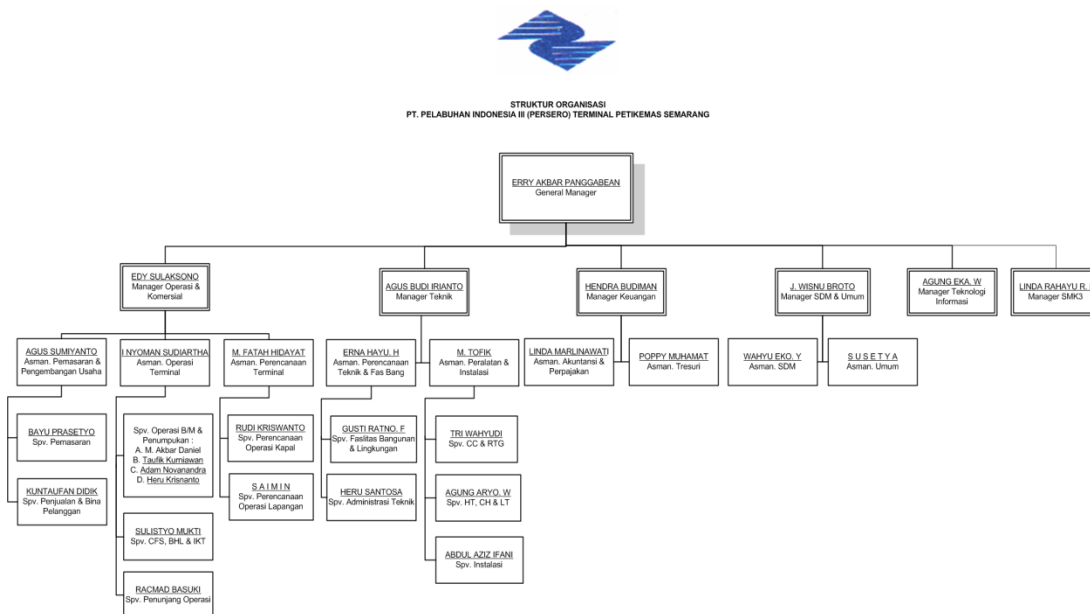 STRUKTUR ORGANISASI
PT. PELABUHAN INDONESIA III (PERSERO) TERMINAL PETIKEMAS SEMARANG
ERRY AKBAR PANGGABEAN
General Manager
EDY SULAKSONO
Manager Operasi &
Komersial
AGUS BUDI IRIANTO
Manager Teknik
HENDRA BUDIMAN
Manager Keuangan
J. WISNU BROTO
Manager SDM & Umum
AGUNG EKA. W
Manager Teknologi
Informasi
LINDA RAHAYU R.
Manager SMK3
AGUS SUMIYANTO
Asman. Pemasaran &
Pengembangan Usaha
I NYOMAN SUDIARTHA
Asman. Operasi
Terminal
M. FATAH HIDAYAT
Asman. Perencanaan
Terminal
ERNA HAYU. H
Asman. Perencanaan
Teknik & Fas Bang
M. TOFIK
Asman. Peralatan &
Instalasi
LINDA MARLINAWATI
Asman. Akuntansi &
Perpajakan
POPPY MUHAMAT
Asman. Tresuri
WAHYU EKO. Y
Asman. SDM
S U S E T Y A
Asman. Umum
BAYU PRASETYO
Spv. Pemasaran
KUNTAUFAN DIDIK
Spv. Penjualan & Bina
Pelanggan
Spv. Operasi B/M &
Penumpukan :
A. M. Akbar Daniel
B. Taufik Kurniawan
C. Adam Novanandra
D. Heru Krisnanto
SULISTYO MUKTI
Spv. CFS, BHL & IKT
RACMAD BASUKI
Spv. Penunjang Operasi
RUDI KRISWANTO
Spv. Perencanaan
Operasi Kapal
S A I M I N
Spv. Perencanaan
Operasi Lapangan
GUSTI RATNO. F
Spv. Faslitas Bangunan
& Lingkungan
HERU SANTOSA
Spv. Administrasi Teknik
TRI WAHYUDI
Spv. CC & RTG
AGUNG ARYO. W
Spv. HT, CH & LT
ABDUL AZIZ IFANI
Spv. Instalasi